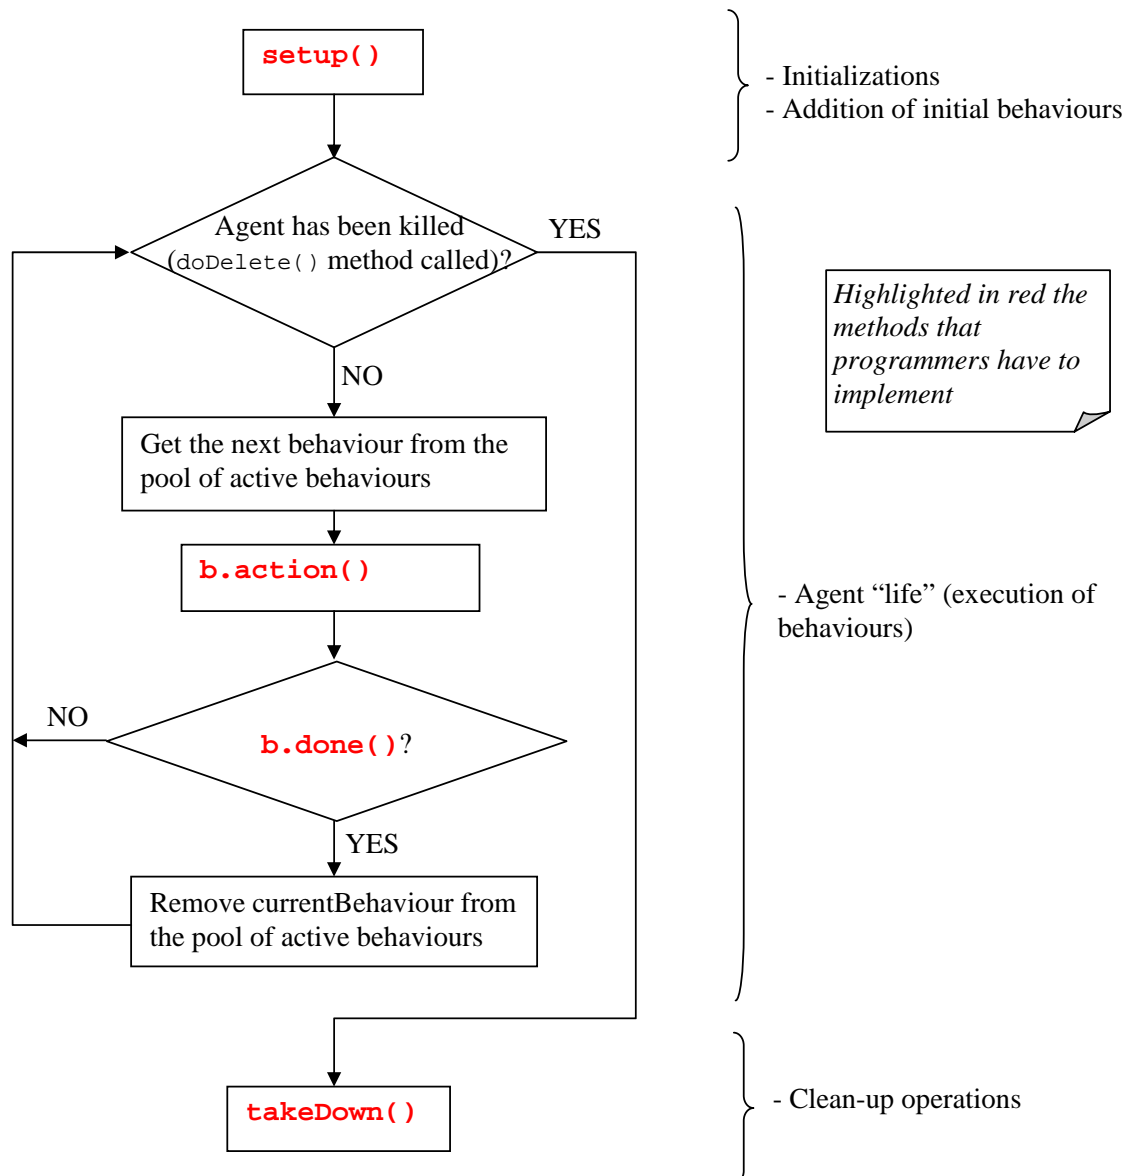 setup()
- Initializations
- Addition of initial behaviours
Agent has been killed
(doDelete() method called)?
YES
Highlighted in red the
methods that
programmers have to
implement
NO
Get the next behaviour from the
pool of active behaviours
b.action()
- Agent “life” (execution of
behaviours)
NO
b.done()?
YES
Remove currentBehaviour from
the pool of active behaviours
takeDown()
- Clean-up operations